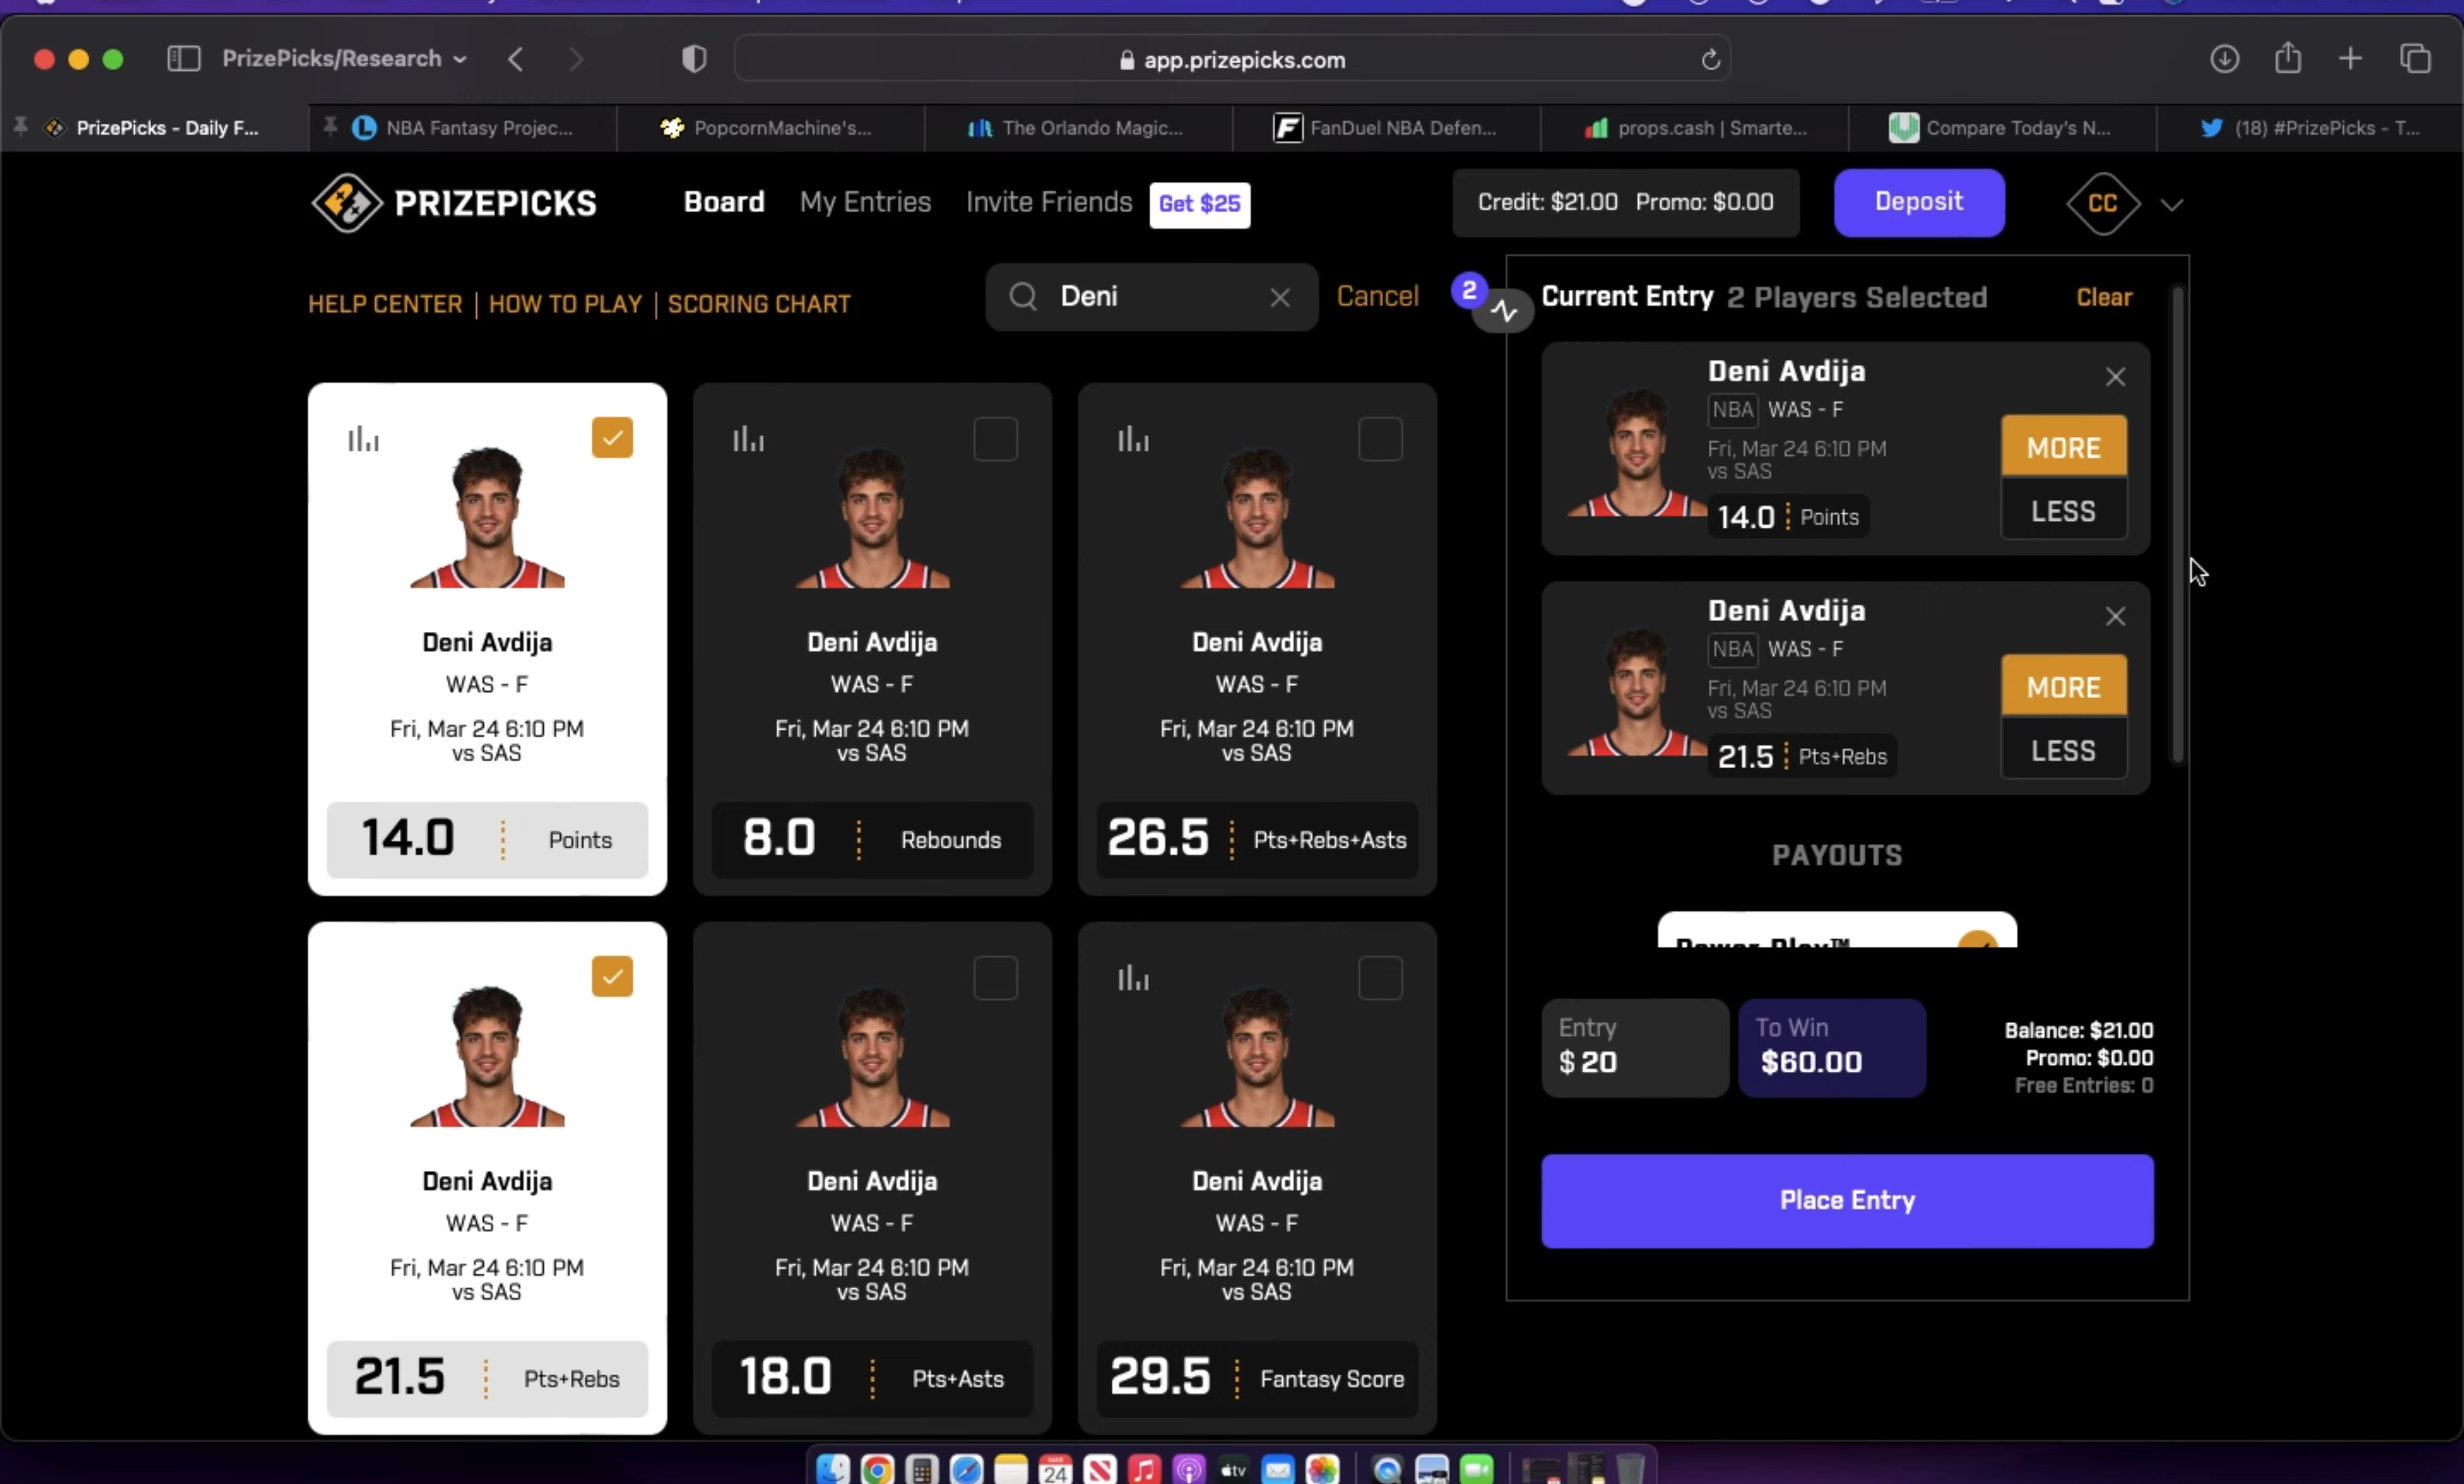 PrizePicks/Research
app.prizepicks.com
PrizePicks - Daily F...
NBA Fantasy Projec...
PopcornMachine's...
The Orlando Magic...
FanDuel NBA Defen...
props.cash | Smarte...
Compare Today's N...
(18) #PrizePicks - T...
PRIZEPICKS
Board
My Entries
Invite Friends
Get $25
Credit: $21.00 Promo: $0.00
Deposit
CC
HELP CENTER | HOW TO PLAY | SCORING CHART
Deni
Cancel
2
Current Entry 2 Players Selected
Clear
Deni Avdija
WAS - F
Fri, Mar 24 6:10 PM
vs SAS
14.0 Points
Deni Avdija
WAS - F
Fri, Mar 24 6:10 PM
vs SAS
8.0 Rebounds
Deni Avdija
WAS - F
Fri, Mar 24 6:10 PM
vs SAS
26.5 Pts+Rebs+Asts
Deni Avdija
WAS - F
Fri, Mar 24 6:10 PM
vs SAS
21.5 Pts+Rebs
Deni Avdija
WAS - F
Fri, Mar 24 6:10 PM
vs SAS
18.0 Pts+Asts
Deni Avdija
WAS - F
Fri, Mar 24 6:10 PM
vs SAS
29.5 Fantasy Score
Deni Avdija
NBA WAS - F
Fri, Mar 24 6:10 PM
vs SAS
14.0 Points
MORE
LESS
Deni Avdija
NBA WAS - F
Fri, Mar 24 6:10 PM
vs SAS
21.5 Pts+Rebs
MORE
LESS
PAYOUTS
Power Play™
Entry
$ 20
To Win
$60.00
Balance: $21.00
Promo: $0.00
Free Entries: 0
Place Entry
24
tv